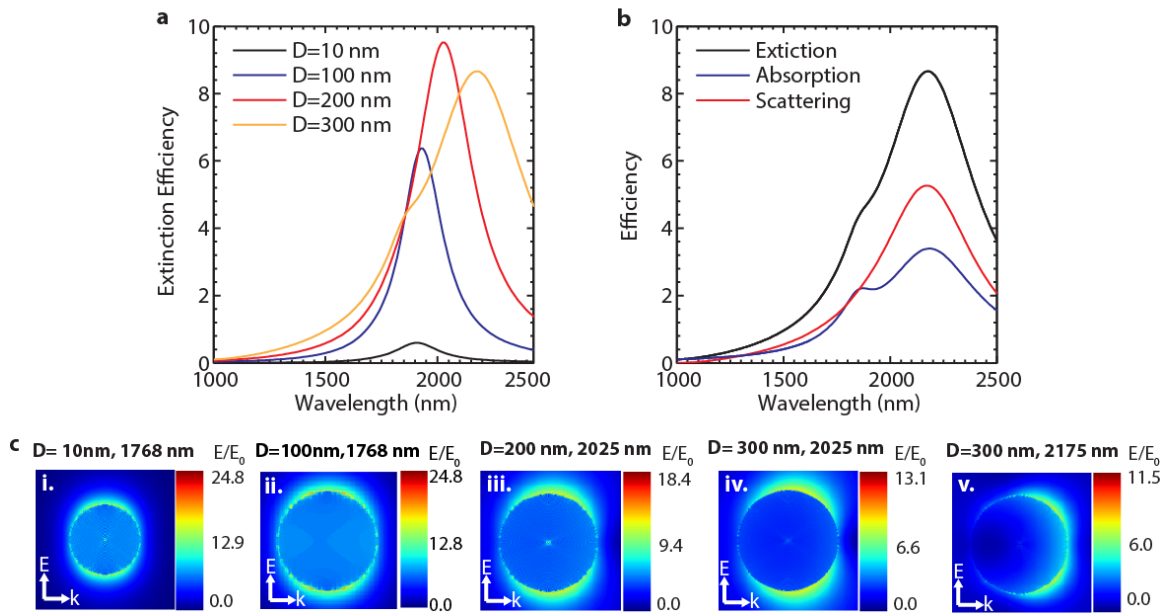 a
10
8
6
4
2
0
Extinction Efficiency
D=10 nm
D=100 nm
D=200 nm
D=300 nm
1000
1500
2000
2500
Wavelength (nm)
b
10
8
6
4
2
0
Efficiency
Extiction
Absorption
Scattering
1000
1500
2000
2500
Wavelength (nm)
c
D= 10nm, 1768 nm
E/E0
i.
24.8
12.9
0.0
E
k
D=100nm,1768 nm
E/E0
ii.
24.8
12.8
0.0
E
k
D=200 nm, 2025 nm
E/E0
iii.
18.4
9.4
0.0
E
k
D= 300 nm, 2025 nm
E/E0
iv.
13.1
6.6
0.0
E
k
D=300 nm, 2175 nm
E/E0
v.
11.5
6.0
0.0
E
k